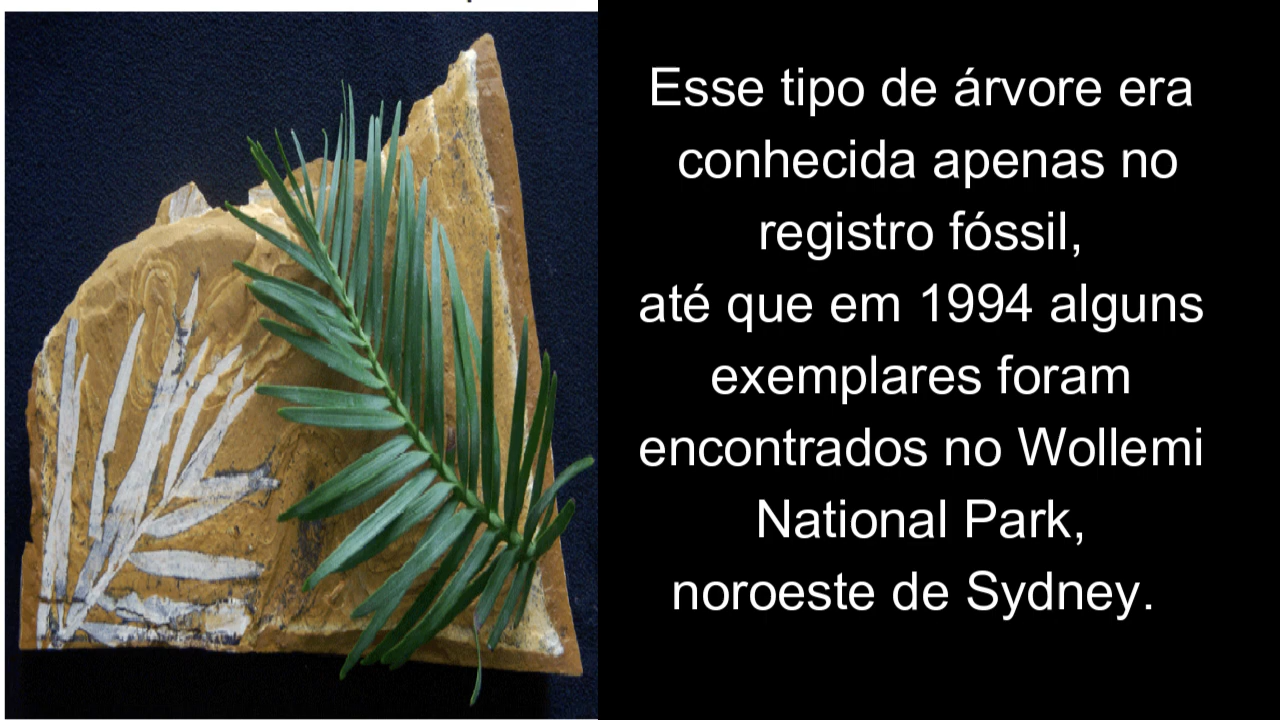 Esse tipo de árvore era
conhecida apenas no
registro fóssil,
até que em 1994 alguns
exemplares foram
encontrados no Wollemi
National Park,
noroeste de Sydney.